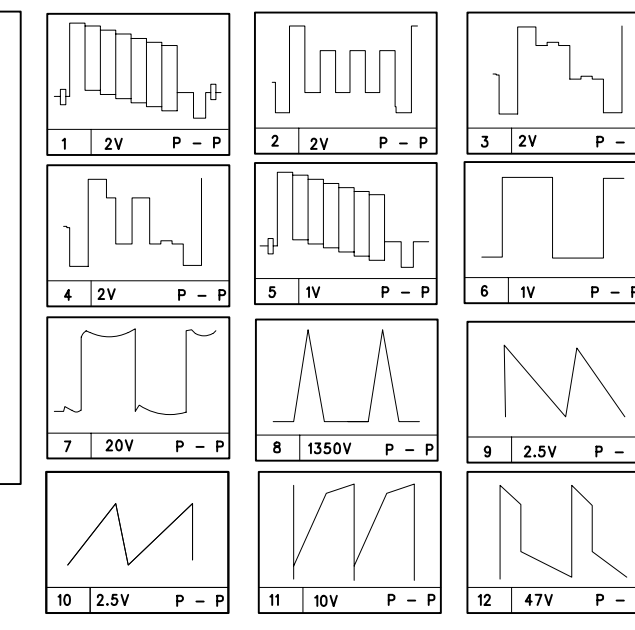 1 2V P – P
2 2V P – P
3 2V P –
4 2V P – P
5 1V P – P
6 1V P – P
7 20V P – P
8 1350V P – P
9 2.5V P –
10 2.5V P – P
11 10V P – P
12 47V P –